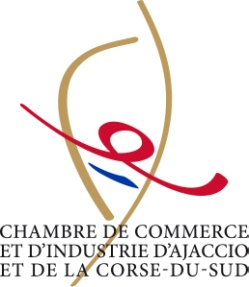 CHAMBRE DE COMMERCE
ET D'INDUSTRIE D'AJACCIO
ET DE LA CORSE-DU-SUD